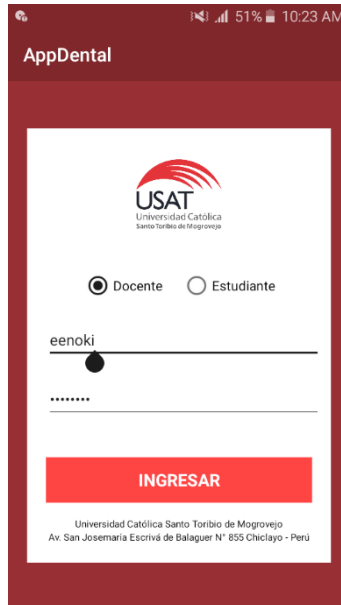 51% 10:23 AM
AppDental
USAT
Universidad Católica
Santo Toribio de Mogrovejo
Docente Estudiante
eenoki
••••••••
INGRESAR
Universidad Católica Santo Toribio de Mogrovejo
Av. San Josemaría Escrivá de Balaguer N° 855 Chiclayo - Perú